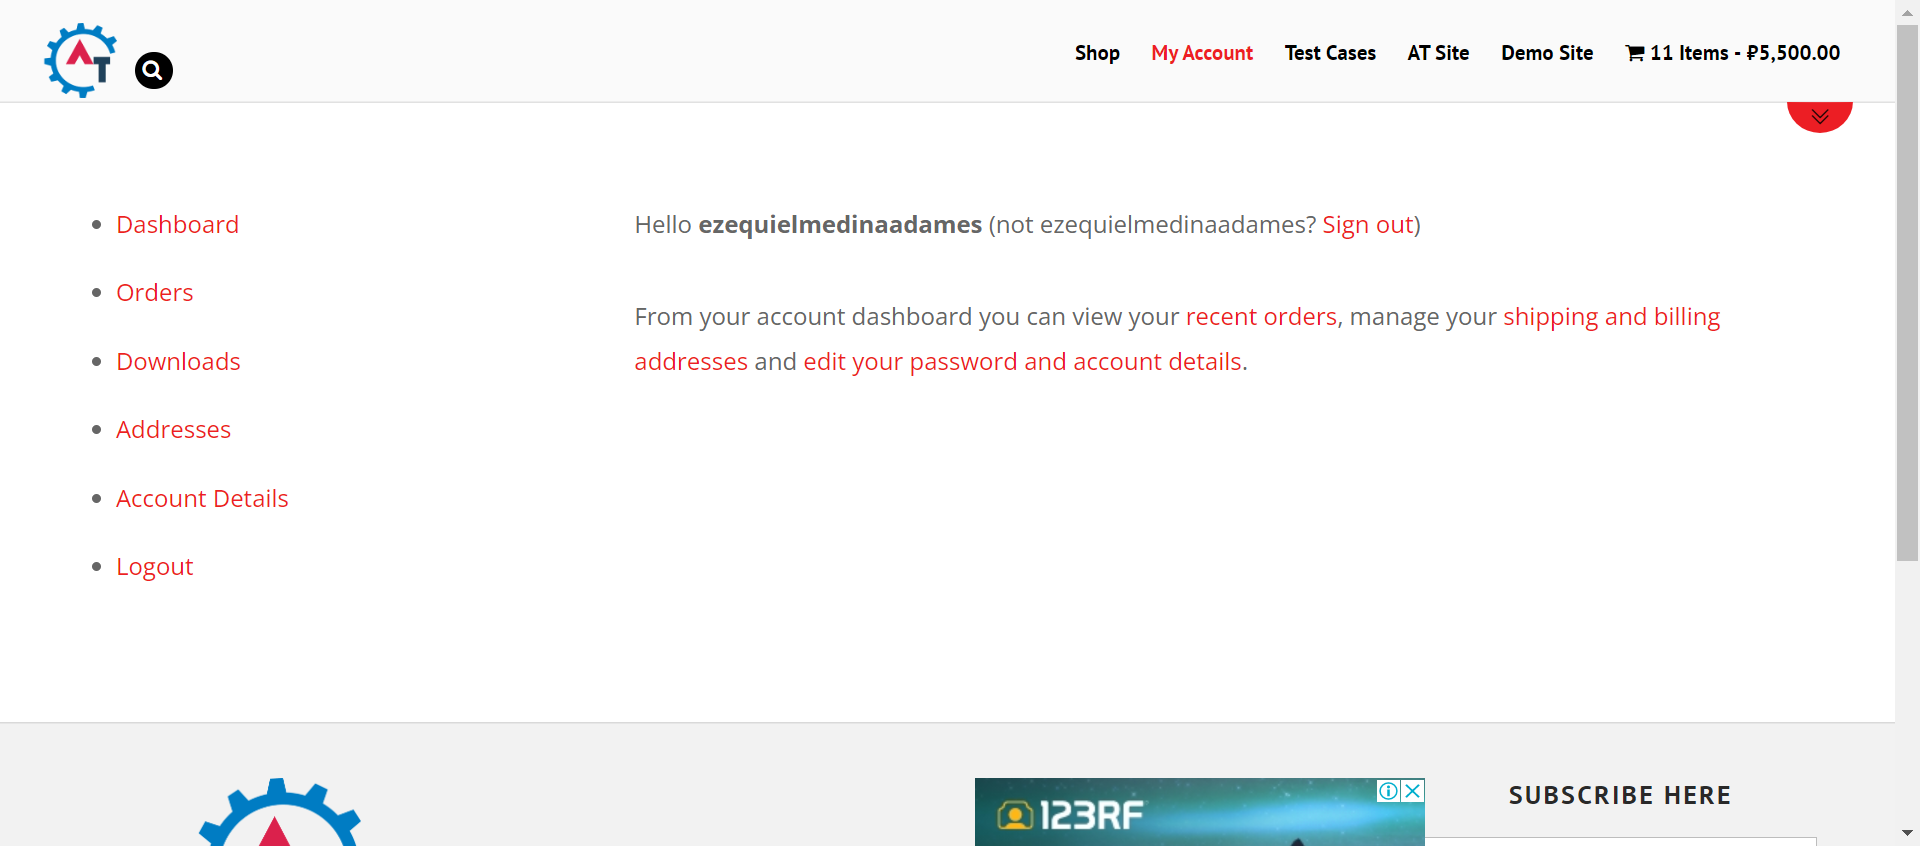 AT
Shop My Account Test Cases AT Site Demo Site 11 Items - ₽5,500.00
Dashboard
Orders
Downloads
Addresses
Account Details
Logout
Hello ezequielmedinaadames (not ezequielmedinaadames? Sign out)
From your account dashboard you can view your recent orders, manage your shipping and billing
addresses and edit your password and account details.
123RF
SUBSCRIBE HERE